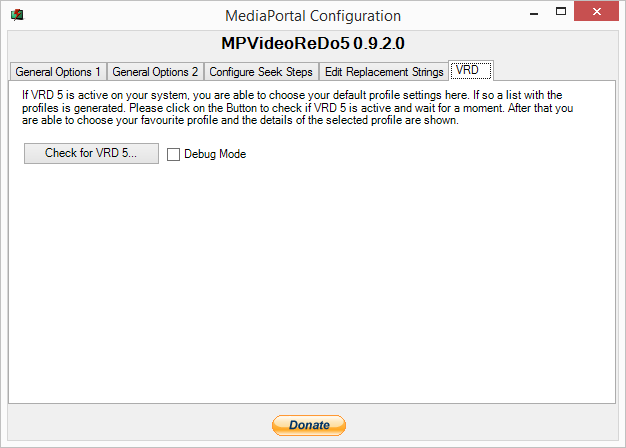 MediaPortal Configuration
MPVideoReDo5 0.9.2.0
General Options 1 General Options 2 Configure Seek Steps Edit Replacement Strings VRD
If VRD 5 is active on your system, you are able to choose your default profile settings here. If so a list with the
profiles is generated. Please click on the Button to check if VRD 5 is active and wait for a moment. After that you
are able to choose your favourite profile and the details of the selected profile are shown.
Check for VRD 5... Debug Mode
Donate